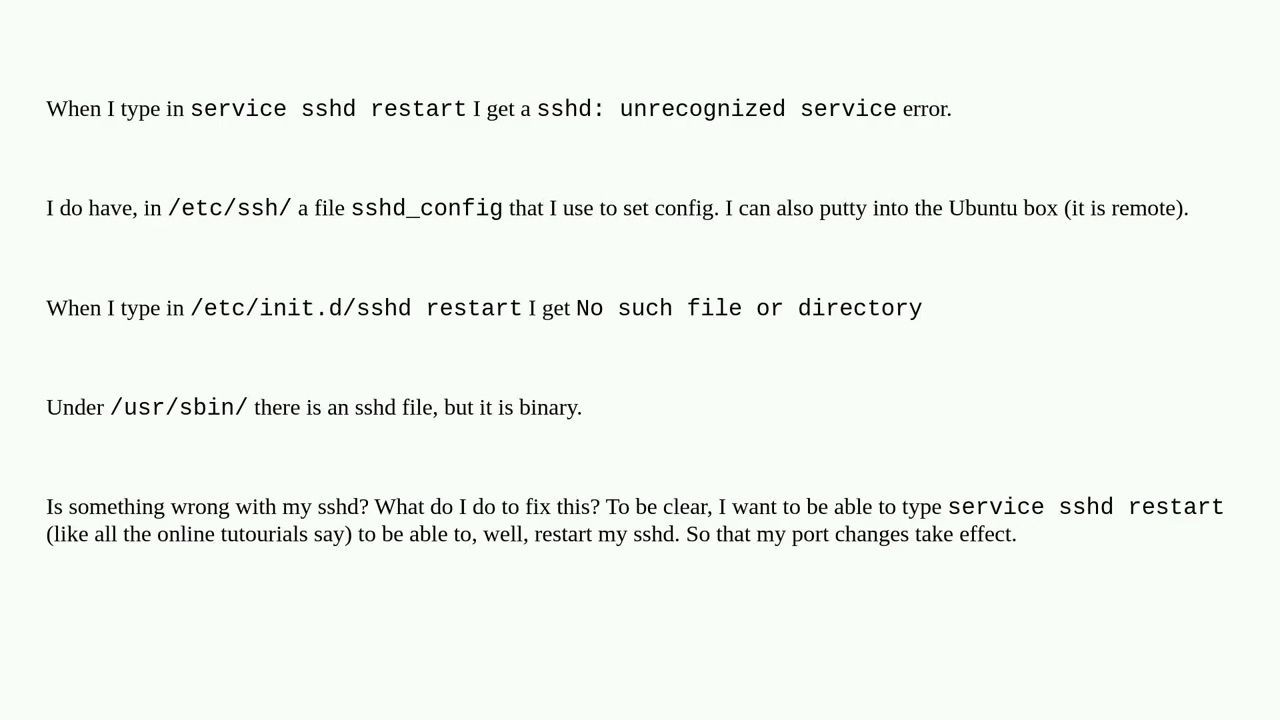 When I type in service sshd restart I get a sshd: unrecognized service error.
I do have, in /etc/ssh/ a file sshd_config that I use to set config. I can also putty into the Ubuntu box (it is remote).
When I type in /etc/init.d/sshd restart I get No such file or directory
Under /usr/sbin/ there is an sshd file, but it is binary.
Is something wrong with my sshd? What do I do to fix this? To be clear, I want to be able to type service sshd restart
(like all the online tutourials say) to be able to, well, restart my sshd. So that my port changes take effect.